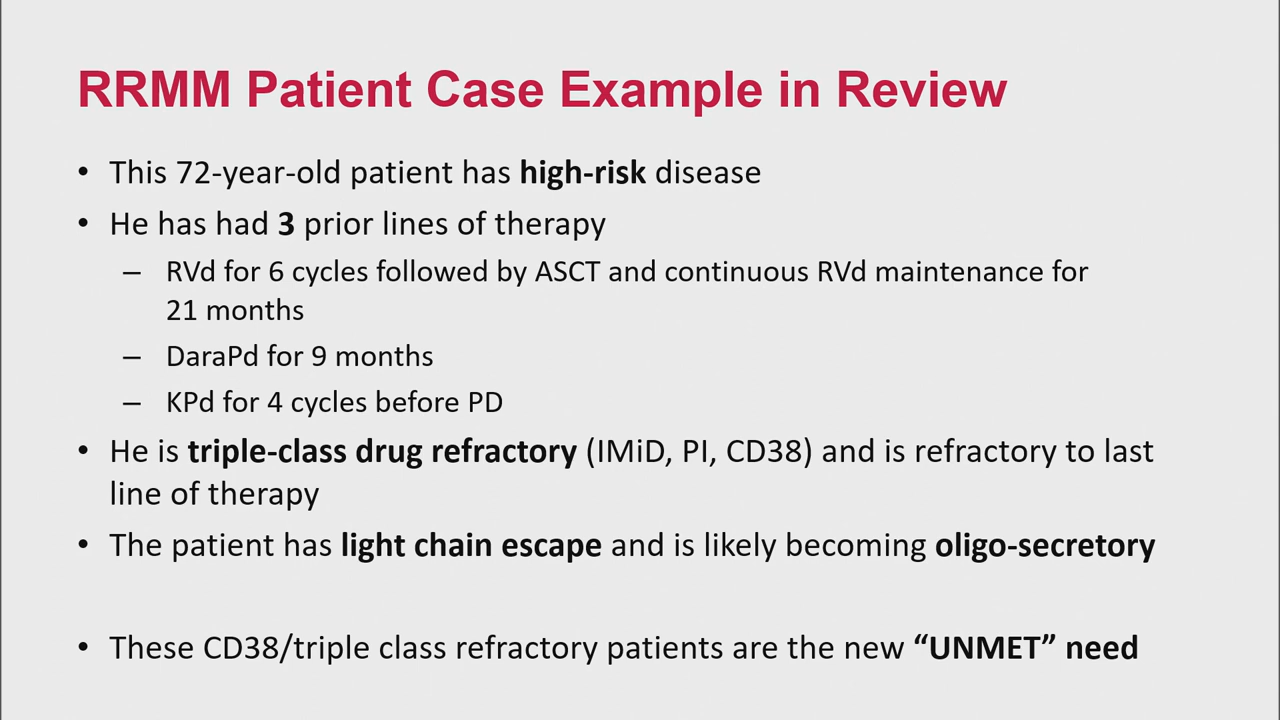 RRMM Patient Case Example in Review
• This 72-year-old patient has high-risk disease
• He has had 3 prior lines of therapy
– RVd for 6 cycles followed by ASCT and continuous RVd maintenance for
21 months
– DaraPd for 9 months
– KPd for 4 cycles before PD
• He is triple-class drug refractory (IMiD, PI, CD38) and is refractory to last
line of therapy
• The patient has light chain escape and is likely becoming oligo-secretory
• These CD38/triple class refractory patients are the new “UNMET” need